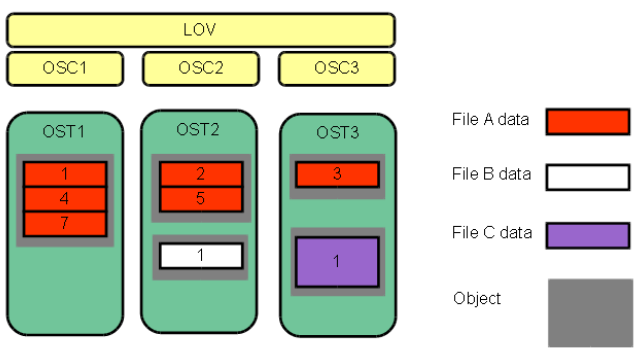 LOV
OSC1 OSC2 OSC3
OST1 OST2 OST3
1 2 3
4 5
7
1 1
File A data
File B data
File C data
Object